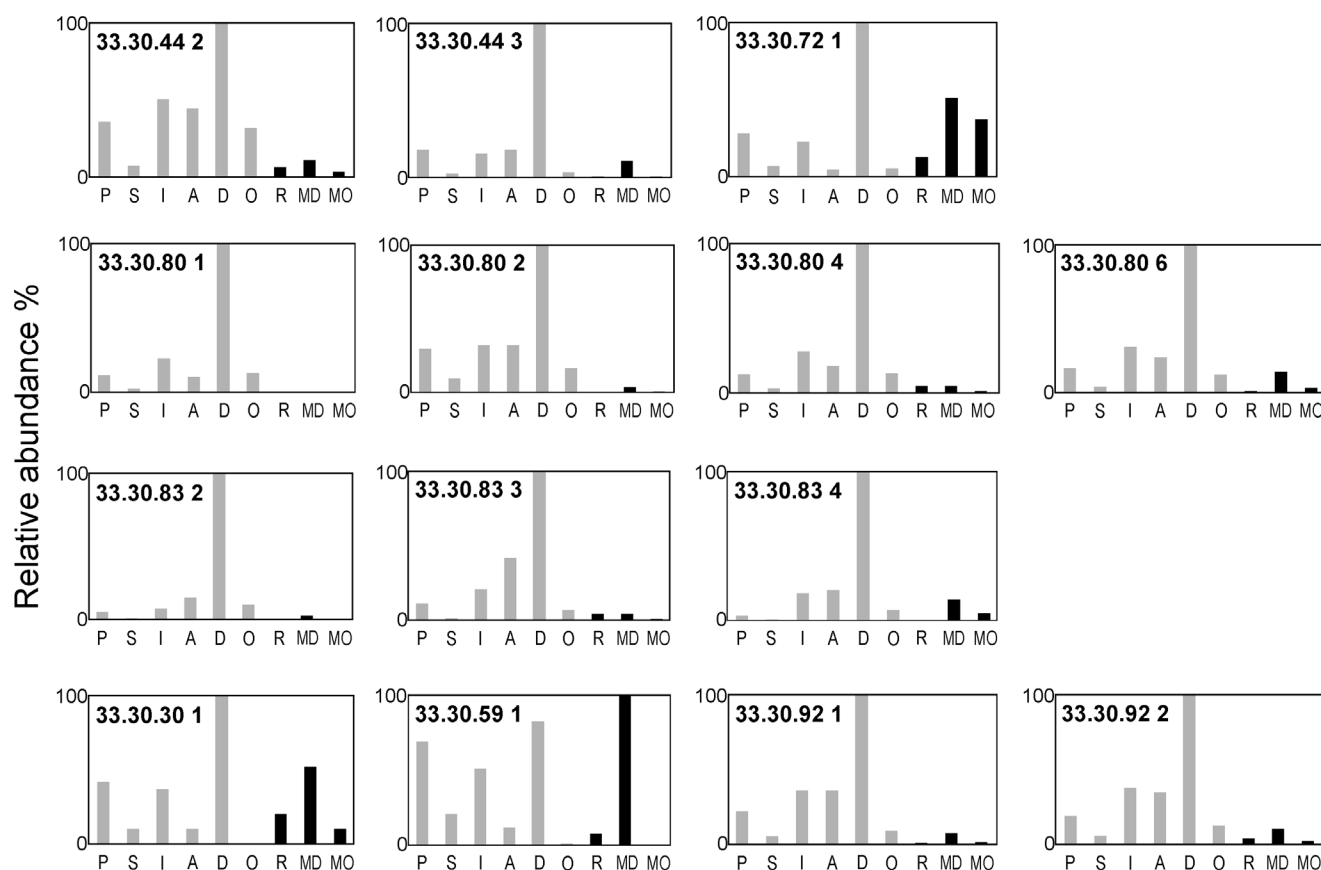 Relative abundance %
33.30.44 2
100
0
P S I A D O R MD MO
33.30.44 3
100
0
P S I A D O R MD MO
33.30.72 1
100
0
P S I A D O R MD MO
33.30.80 1
100
0
P S I A D O R MD MO
33.30.80 2
100
0
P S I A D O R MD MO
33.30.80 4
100
0
P S I A D O R MD MO
33.30.80 6
100
0
P S I A D O R MD MO
33.30.83 2
100
0
P S I A D O R MD MO
33.30.83 3
100
0
P S I A D O R MD MO
33.30.83 4
100
0
P S I A D O R MD MO
33.30.30 1
100
0
P S I A D O R MD MO
33.30.59 1
100
0
P S I A D O R MD MO
33.30.92 1
100
0
P S I A D O R MD MO
33.30.92 2
100
0
P S I A D O R MD MO